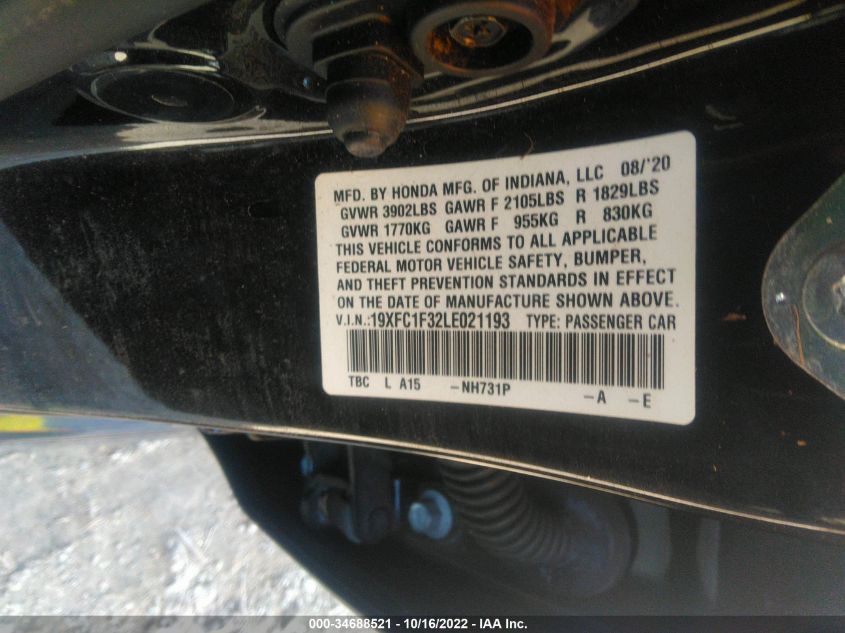 MFD. BY HONDA MFG. OF INDIANA, LLC 08/'20
GVWR 3902LBS GAWR F 2105LBS R 1829LBS
GVWR 1770KG GAWR F 955KG R 830KG
THIS VEHICLE CONFORMS TO ALL APPLICABLE
FEDERAL MOTOR VEHICLE SAFETY, BUMPER,
AND THEFT PREVENTION STANDARDS IN EFFECT
ON THE DATE OF MANUFACTURE SHOWN ABOVE.
V.I.N.:19XFC1F32LE021193 TYPE: PASSENGER CAR
TBC L A15 -NH731P -A -E
000-34688521 / 10/16/2022 - IAA Inc.